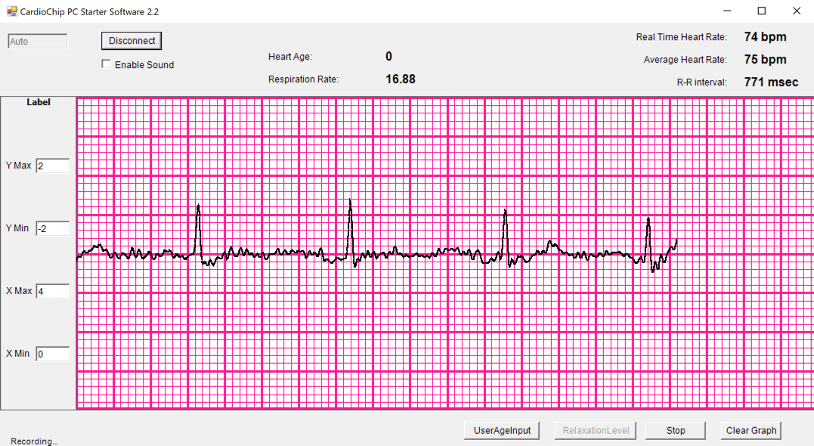 CardioChip PC Starter Software 2.2
Auto
Disconnect
Enable Sound
Heart Age: 0
Respiration Rate: 16.88
Real Time Heart Rate: 74 bpm
Average Heart Rate: 75 bpm
R-R interval: 771 msec
Label
Y Max 2
Y Min -2
X Max 4
X Min 0
UserAgeInput
RelaxationLevel
Stop
Clear Graph
Recording...